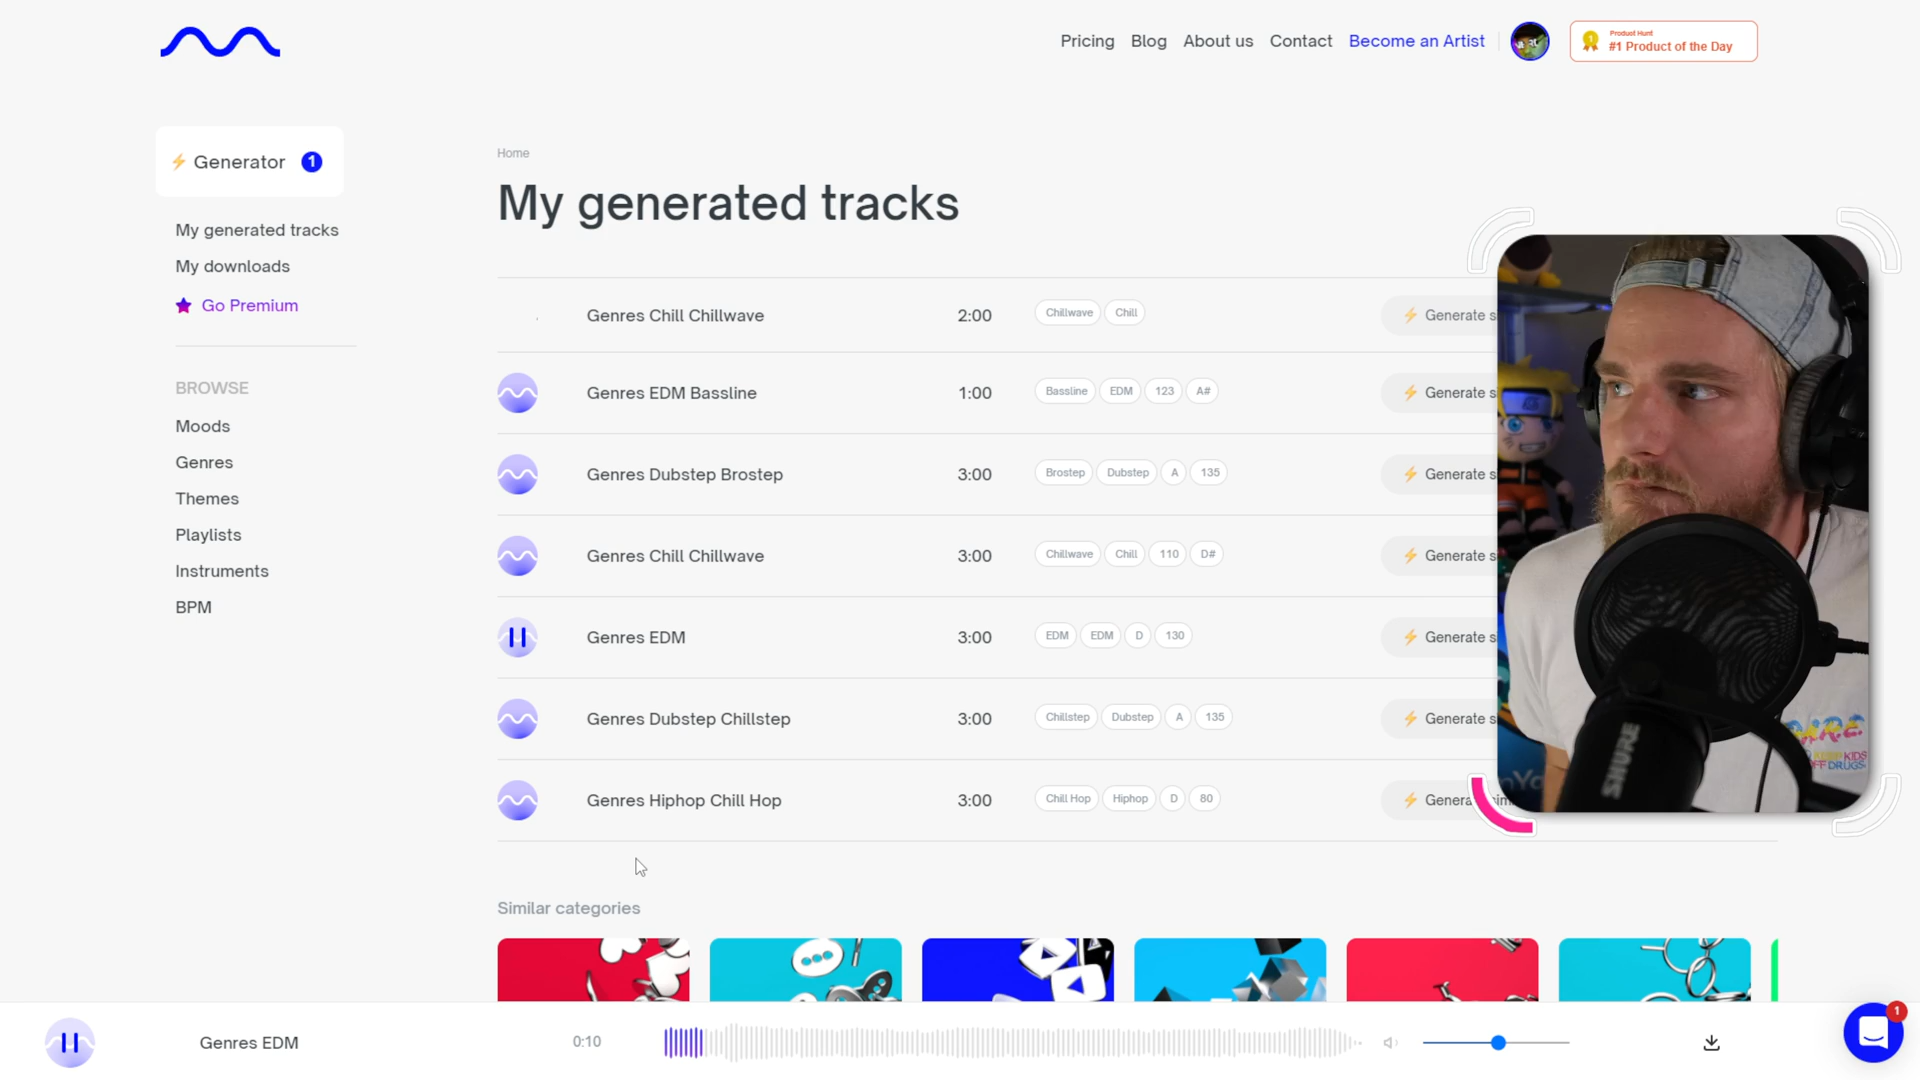 Pricing Blog About us Contact Become an Artist
Product Hunt
#1 Product of the Day
Generator 1
My generated tracks
My downloads
Go Premium
BROWSE
Moods
Genres
Themes
Playlists
Instruments
BPM
Home
My generated tracks
Genres Chill Chillwave 2:00 Chillwave Chill Generate s
Genres EDM Bassline 1:00 Bassline EDM 123 A# Generate s
Genres Dubstep Brostep 3:00 Brostep Dubstep A 135 Generate s
Genres Chill Chillwave 3:00 Chillwave Chill 110 D# Generate s
Genres EDM 3:00 EDM EDM D 130 Generate s
Genres Dubstep Chillstep 3:00 Chillstep Dubstep A 135 Generate s
Genres Hiphop Chill Hop 3:00 Chill Hop Hiphop D 80 Genera sim
SHURE
KIDS
OFF DRUGS
Similar categories
Genres EDM 0:10
1